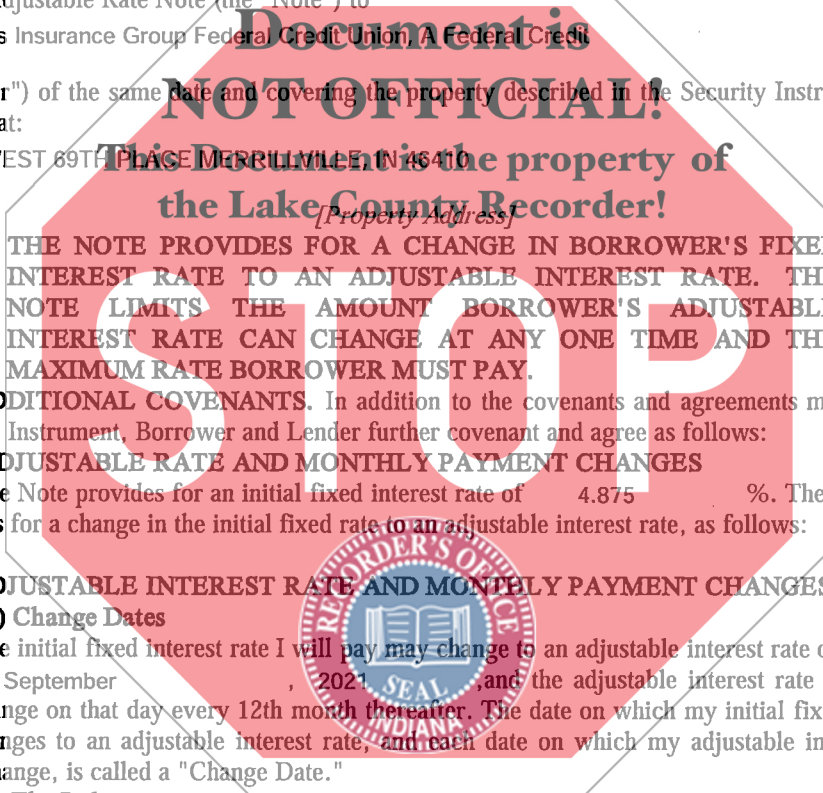 Adjustable Rate Note (the "Note") to
s Insurance Group Federal Credit Union, A Federal Credit
Document is
NOT OFFICIAL!
r") of the same date and covering the property described in the Security Instr
at:
EST 69TH PLACE MERRILLVILLE, IN 46410
This Document is the property of
the Lake County Recorder!
[Property Address]
THE NOTE PROVIDES FOR A CHANGE IN BORROWER'S FIXED
INTEREST RATE TO AN ADJUSTABLE INTEREST RATE. TH
NOTE LIMITS THE AMOUNT BORROWER'S ADJUSTABL
INTEREST RATE CAN CHANGE AT ANY ONE TIME AND TH
MAXIMUM RATE BORROWER MUST PAY.
STOP
DDITIONAL COVENANTS. In addition to the covenants and agreements m
Instrument, Borrower and Lender further covenant and agree as follows:
DJUSTABLE RATE AND MONTHLY PAYMENT CHANGES
e Note provides for an initial fixed interest rate of 4.875 %. The
s for a change in the initial fixed rate to an adjustable interest rate, as follows:
DJUSTABLE INTEREST RATE AND MONTHLY PAYMENT CHANGES
) Change Dates
e initial fixed interest rate I will pay may change to an adjustable interest rate o
September , 2021 ,and the adjustable interest rate
nge on that day every 12th month thereafter. The date on which my initial fix
nges to an adjustable interest rate, and each date on which my adjustable in
ange, is called a "Change Date."
RECORDER'S OFFICE
SEAL
INDIANA